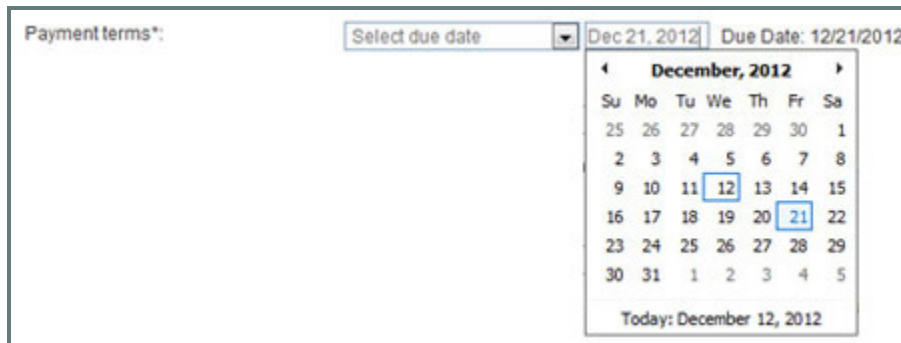 Payment terms*: Select due date Dec 21, 2012 Due Date: 12/21/2012
December, 2012
Su Mo Tu We Th Fr Sa
25 26 27 28 29 30 1
2 3 4 5 6 7 8
9 10 11 12 13 14 15
16 17 18 19 20 21 22
23 24 25 26 27 28 29
30 31 1 2 3 4 5
Today: December 12, 2012